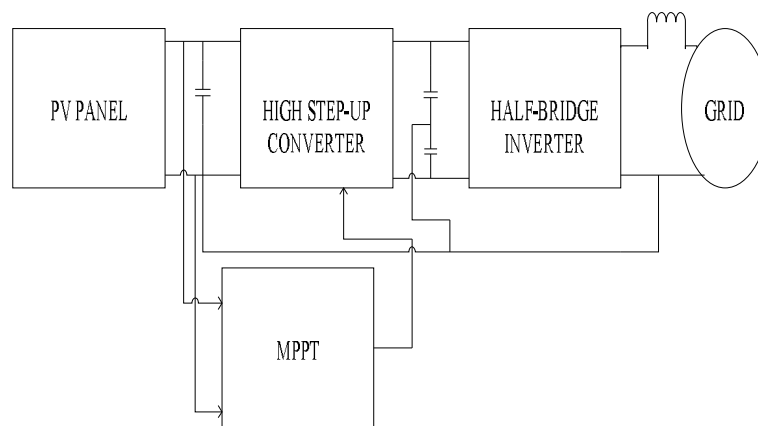 PV PANEL
HIGH STEP-UP
CONVERTER
HALF-BRIDGE
INVERTER
GRID
MPPT